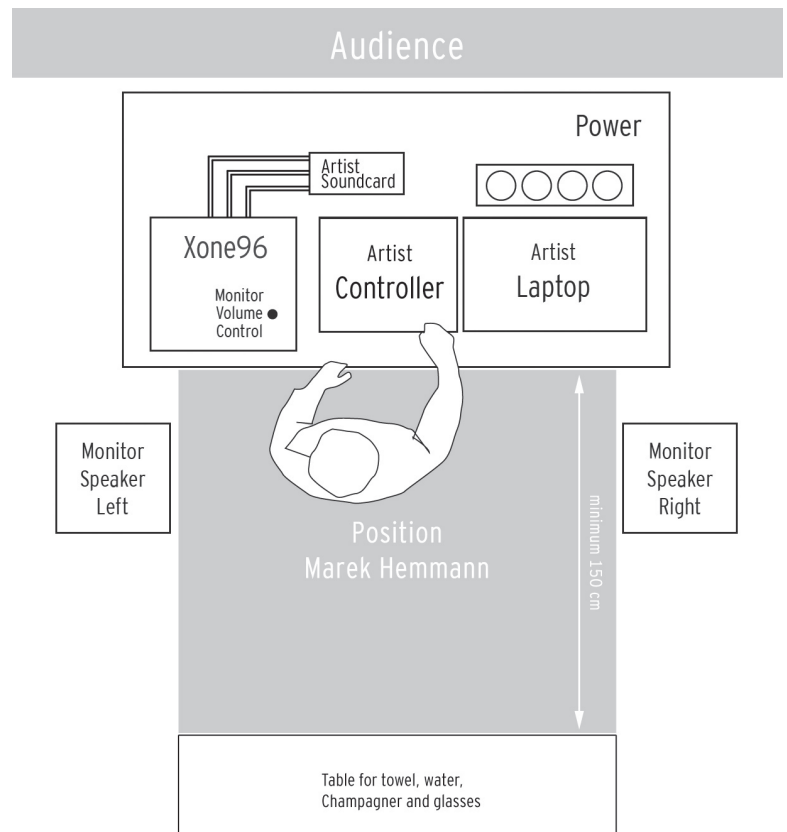 Audience
Power
Artist
Soundcard
Xone96
Monitor
Volume
Control
Artist
Controller
Artist
Laptop
Monitor
Speaker
Left
Monitor
Speaker
Right
minimum 150 cm
Position
Marek Hemmann
Table for towel, water,
Champagner and glasses